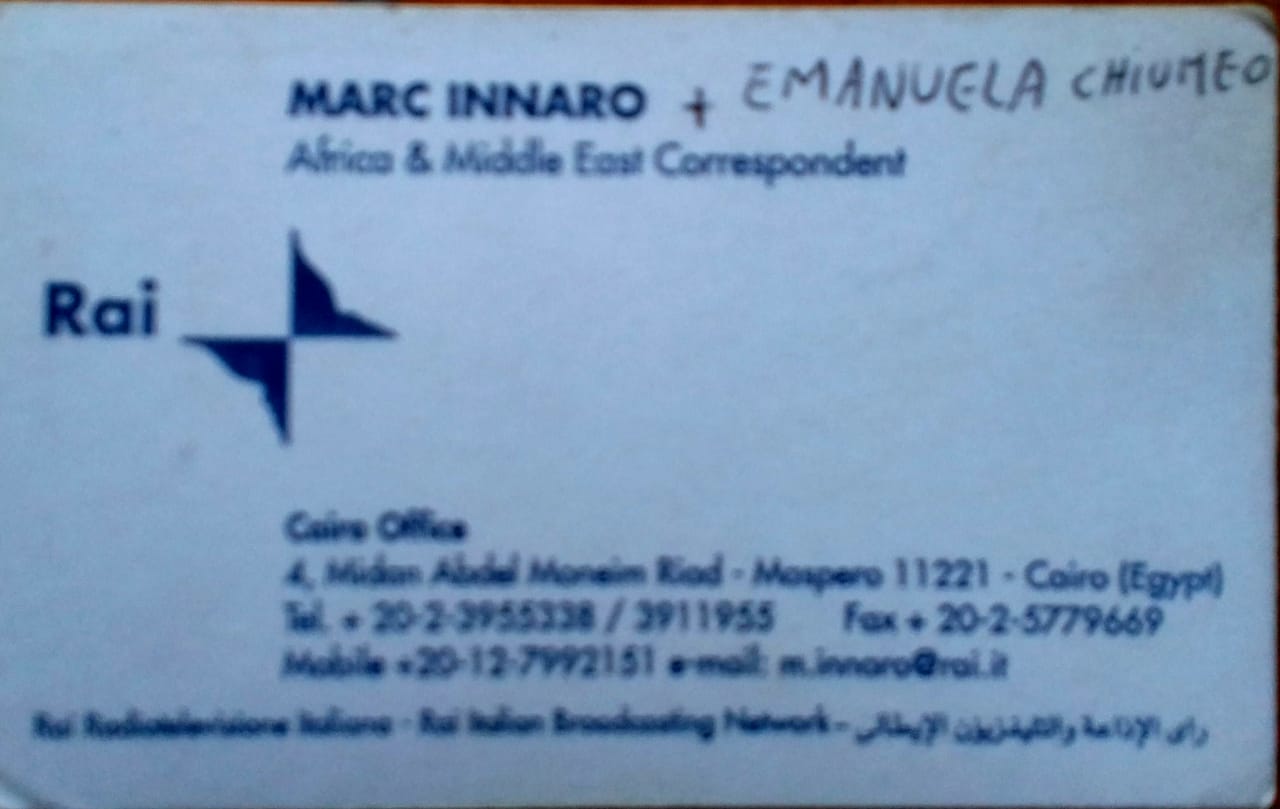 MARC INNARO + EMANUELA CHIUMEO
Africa & Middle East Correspondent
Rai
Cairo Office
4, Midan Abdel Moneim Riad - Maspero 11221 - Cairo (Egypt)
Tel. + 20-2-3955338 / 3911955 Fax + 20-2-5779669
Mobile +20-12-7992151 e-mail: m.innaro@rai.it
Rai Radiotelevisione Italiana - Rai Italian Broadcasting Network - راى الإذاعة والتليفزيون الإيطالى